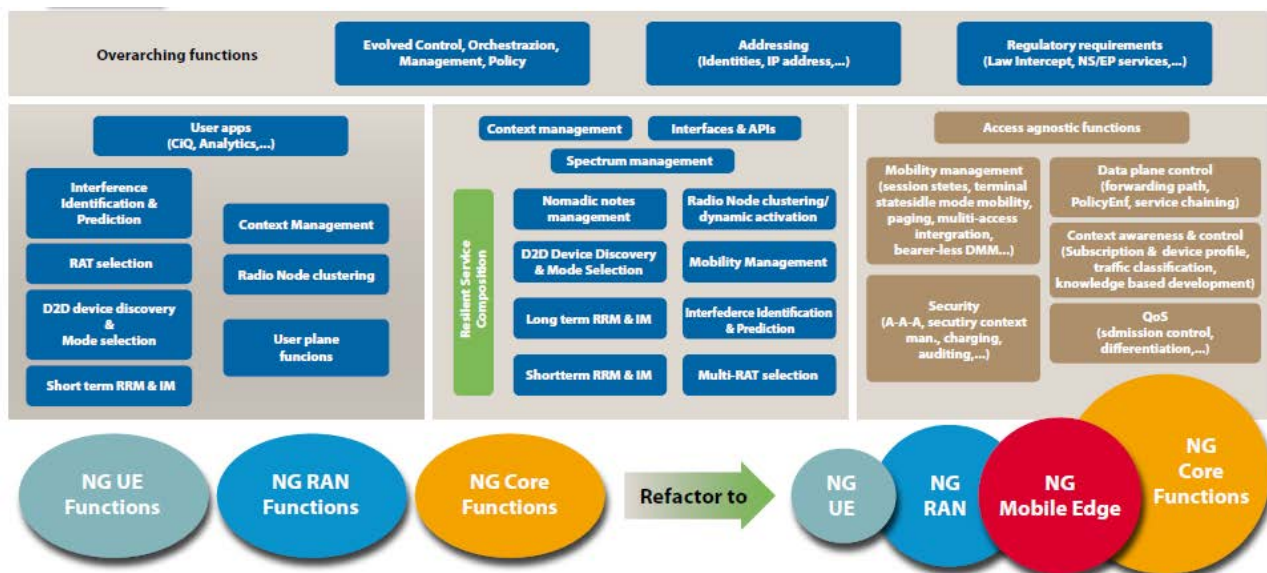 Overarching functions
Evolved Control, Orchestrazion,
Management, Policy
Addressing
(Identities, IP address,...)
Regulatory requirements
(Law Intercept, NS/EP services,...)
User apps
(CiQ, Analytics,...)
Interference
Identification &
Prediction
RAT selection
D2D device discovery
&
Mode selection
Short term RRM & IM
Context Management
Radio Node clustering
User plane
funcions
Context management
Interfaces & APIs
Spectrum management
Resilent Service
Composition
Nomadic notes
management
Radio Node clustering/
dynamic activation
D2D Device Discovery
& Mode Selection
Mobility Management
Long term RRM & IM
Interfederce Identification
& Prediction
Shortterm RRM & IM
Multi-RAT selection
Access agnostic functions
Mobility management
(session stetes, terminal
statesidle mode mobility,
paging, muliti-access
intergration,
bearer-less DMM...)
Data plane control
(forwarding path,
PolicyEnf, service chaining)
Context awareness & control
(Subscription & device profile,
traffic classification,
knowledge based development)
Security
(A-A-A, secutiry context
man., charging,
auditing,...)
QoS
(sdmission control,
differentiation,...)
NG UE
Functions
NG RAN
Functions
NG Core
Functions
Refactor to
NG
UE
NG
RAN
NG
Mobile Edge
NG
Core
Functions